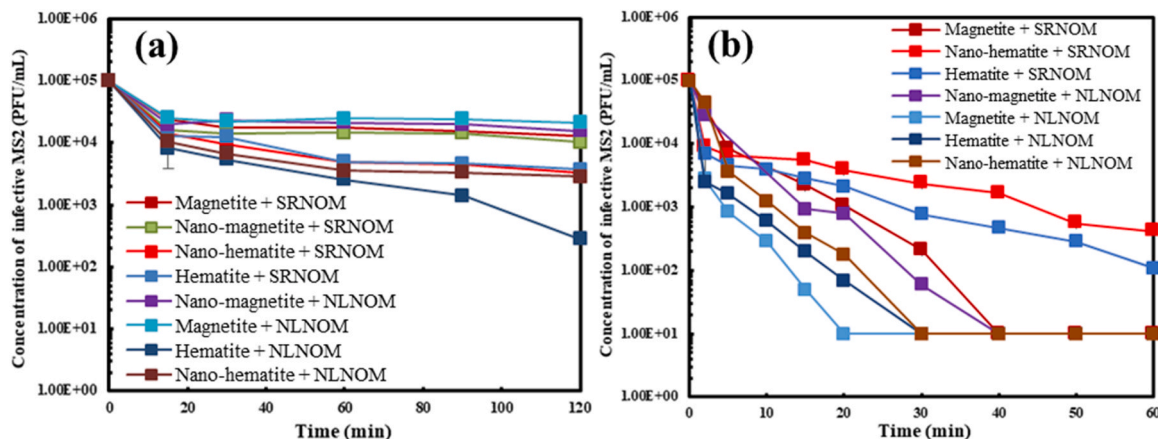 (a)
Concentration of infective MS2 (PFU/mL)
1.00E+06
1.00E+05
1.00E+04
1.00E+03
1.00E+02
1.00E+01
1.00E+00
Magnetite + SRNOM
Nano-magnetite + SRNOM
Nano-hematite + SRNOM
Hematite + SRNOM
Nano-magnetite + NLNOM
Magnetite + NLNOM
Hematite + NLNOM
Nano-hematite + NLNOM
0 20 40 60 80 100 120
Time (min)
(b)
Concentration of infective MS2 (PFU/mL)
1.00E+06
1.00E+05
1.00E+04
1.00E+03
1.00E+02
1.00E+01
1.00E+00
Magnetite + SRNOM
Nano-hematite + SRNOM
Hematite + SRNOM
Nano-magnetite + NLNOM
Magnetite + NLNOM
Hematite + NLNOM
Nano-hematite + NLNOM
0 10 20 30 40 50 60
Time (min)